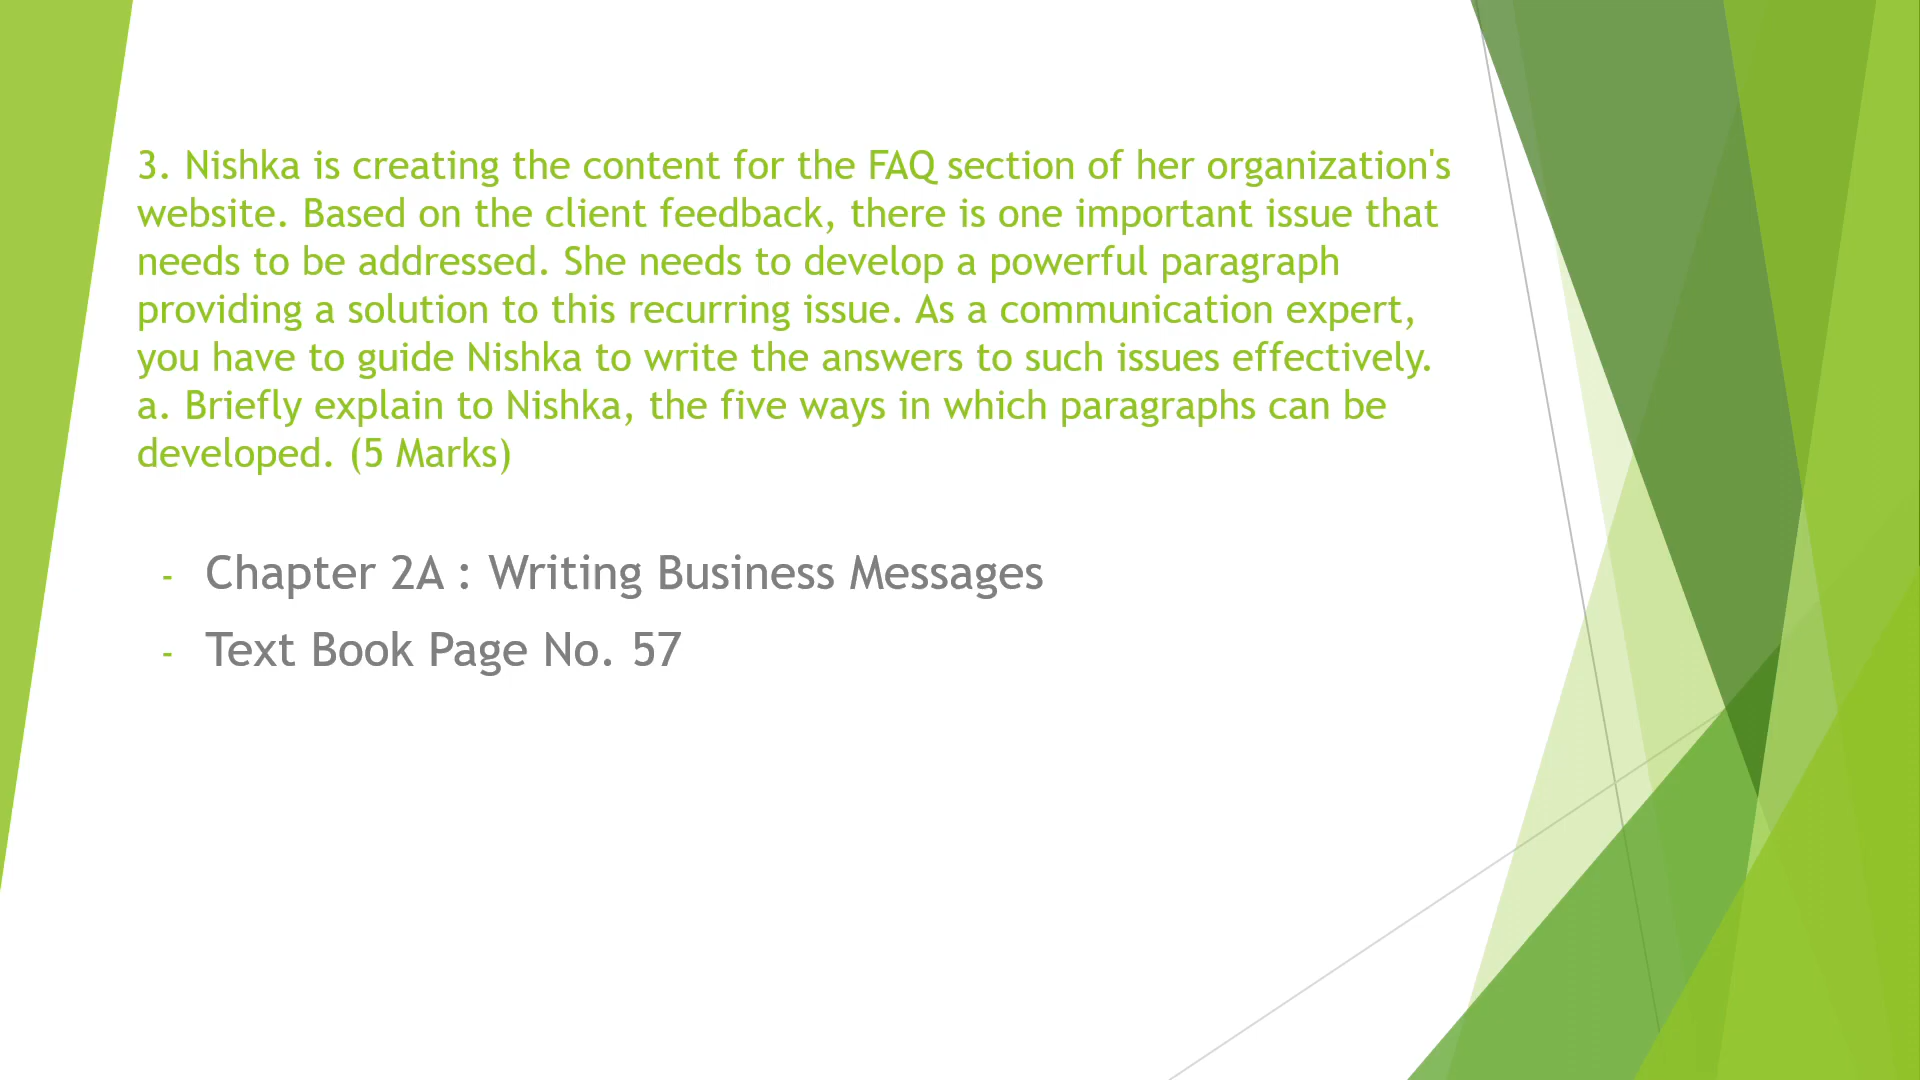 3. Nishka is creating the content for the FAQ section of her organization's
website. Based on the client feedback, there is one important issue that
needs to be addressed. She needs to develop a powerful paragraph
providing a solution to this recurring issue. As a communication expert,
you have to guide Nishka to write the answers to such issues effectively.
a. Briefly explain to Nishka, the five ways in which paragraphs can be
developed. (5 Marks)
- Chapter 2A : Writing Business Messages
- Text Book Page No. 57